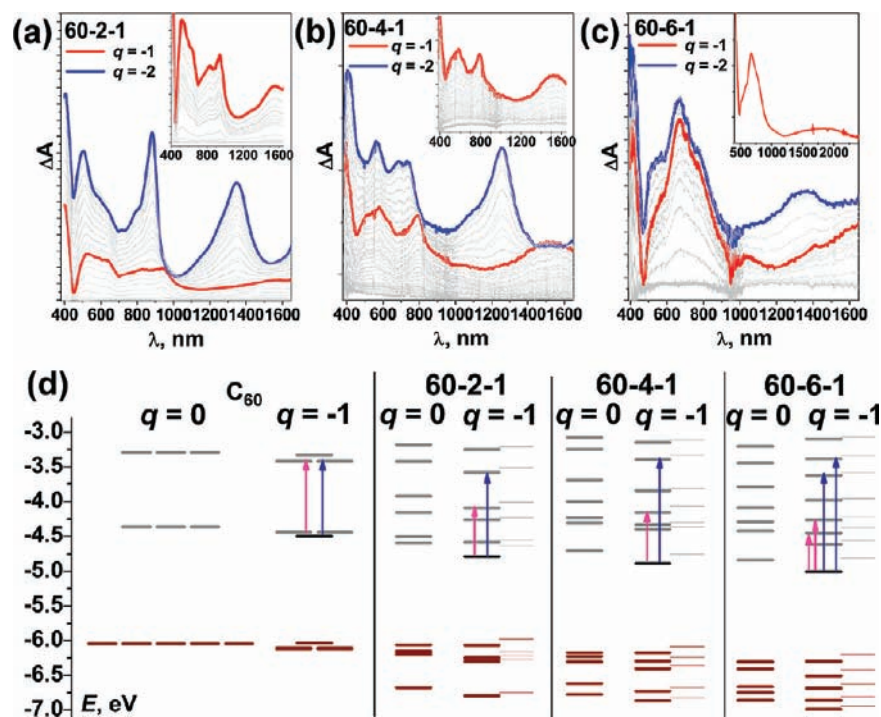 (a) 60-2-1
q = -1
q = -2
400 800 1200 1600
ΔA
400 600 800 1000 1200 1400 1600
λ, nm
(b) 60-4-1
q = -1
q = -2
400 800 1200 1600
ΔA
400 600 800 1000 1200 1400 1600
λ, nm
(c) 60-6-1
q = -1
q = -2
500 1000 1500 2000
ΔA
400 600 800 1000 1200 1400 1600
λ, nm
(d) C60 60-2-1 60-4-1 60-6-1
q = 0 q = -1 q = 0 q = -1 q = 0 q = -1 q = 0 q = -1
-3.0
-3.5
-4.0
-4.5
-5.0
-5.5
-6.0
-6.5
-7.0
E, eV